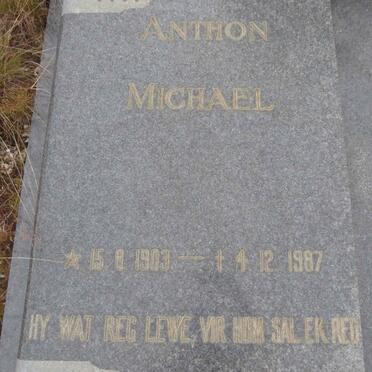 ANTHON
MICHAEL
★ 15.8.1903 — † 4.12.1987
HY WAT REG LEWE, VIR HOM SAL EK RED